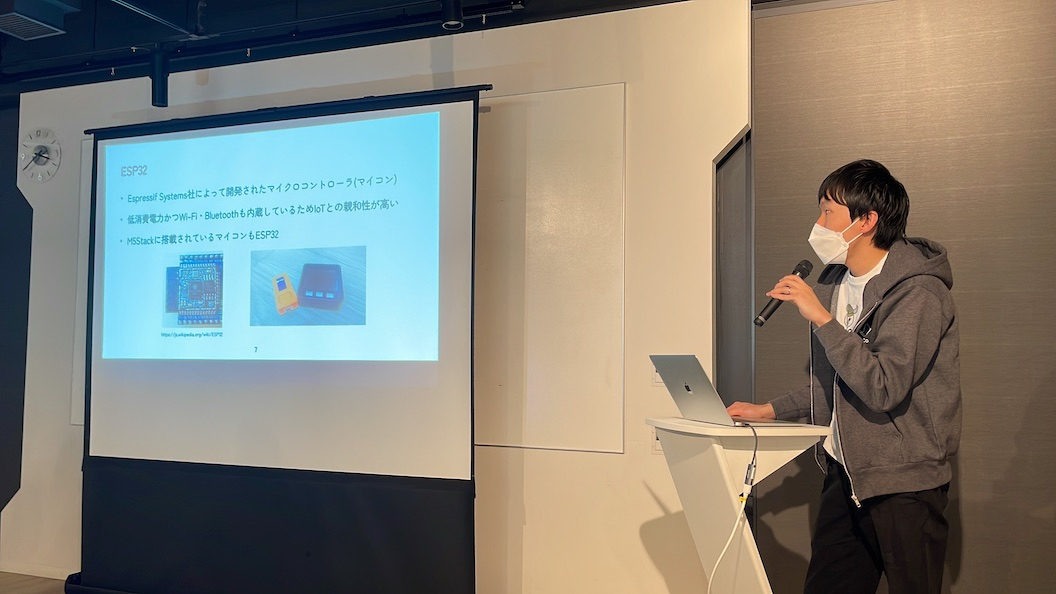 ESP32
• Espressif Systems社によって開発されたマイクロコントローラ(マイコン)
• 低消費電力かつWi-Fi・Bluetoothも内蔵しているためIoTとの親和性が高い
• M5Stackに搭載されているマイコンもESP32
https://ja.wikipedia.org/wiki/ESP32
7